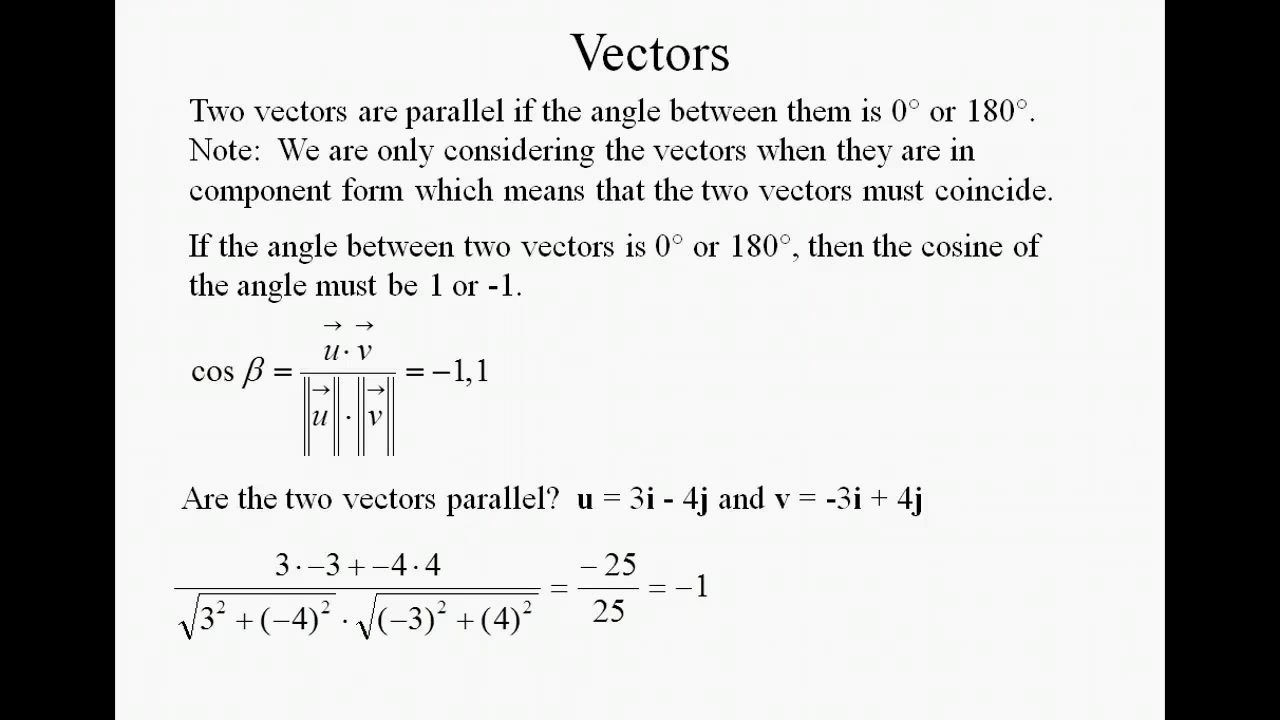 Vectors
Two vectors are parallel if the angle between them is 0° or 180°.
Note: We are only considering the vectors when they are in
component form which means that the two vectors must coincide.
If the angle between two vectors is 0° or 180°, then the cosine of
the angle must be 1 or -1.
cos β = (u⃗ · v⃗) / (‖u⃗‖ · ‖v⃗‖) = −1,1
Are the two vectors parallel? u = 3i - 4j and v = -3i + 4j
(3 · −3 + −4 · 4) / (√(3² + (−4)²) · √((−3)² + (4)²)) = −25 / 25 = −1